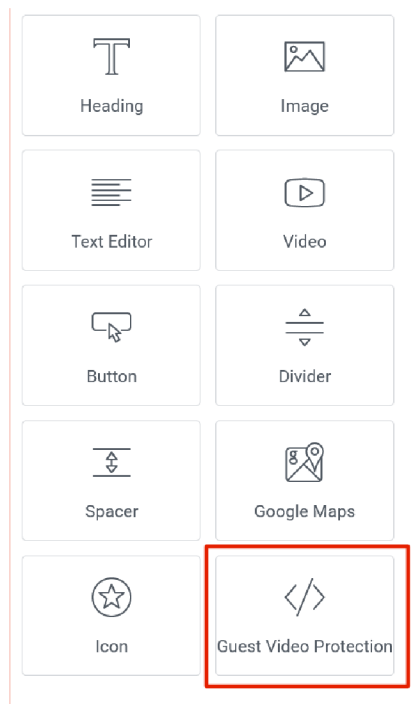 Heading
Image
Text Editor
Video
Button
Divider
Spacer
Google Maps
Icon
Guest Video Protection